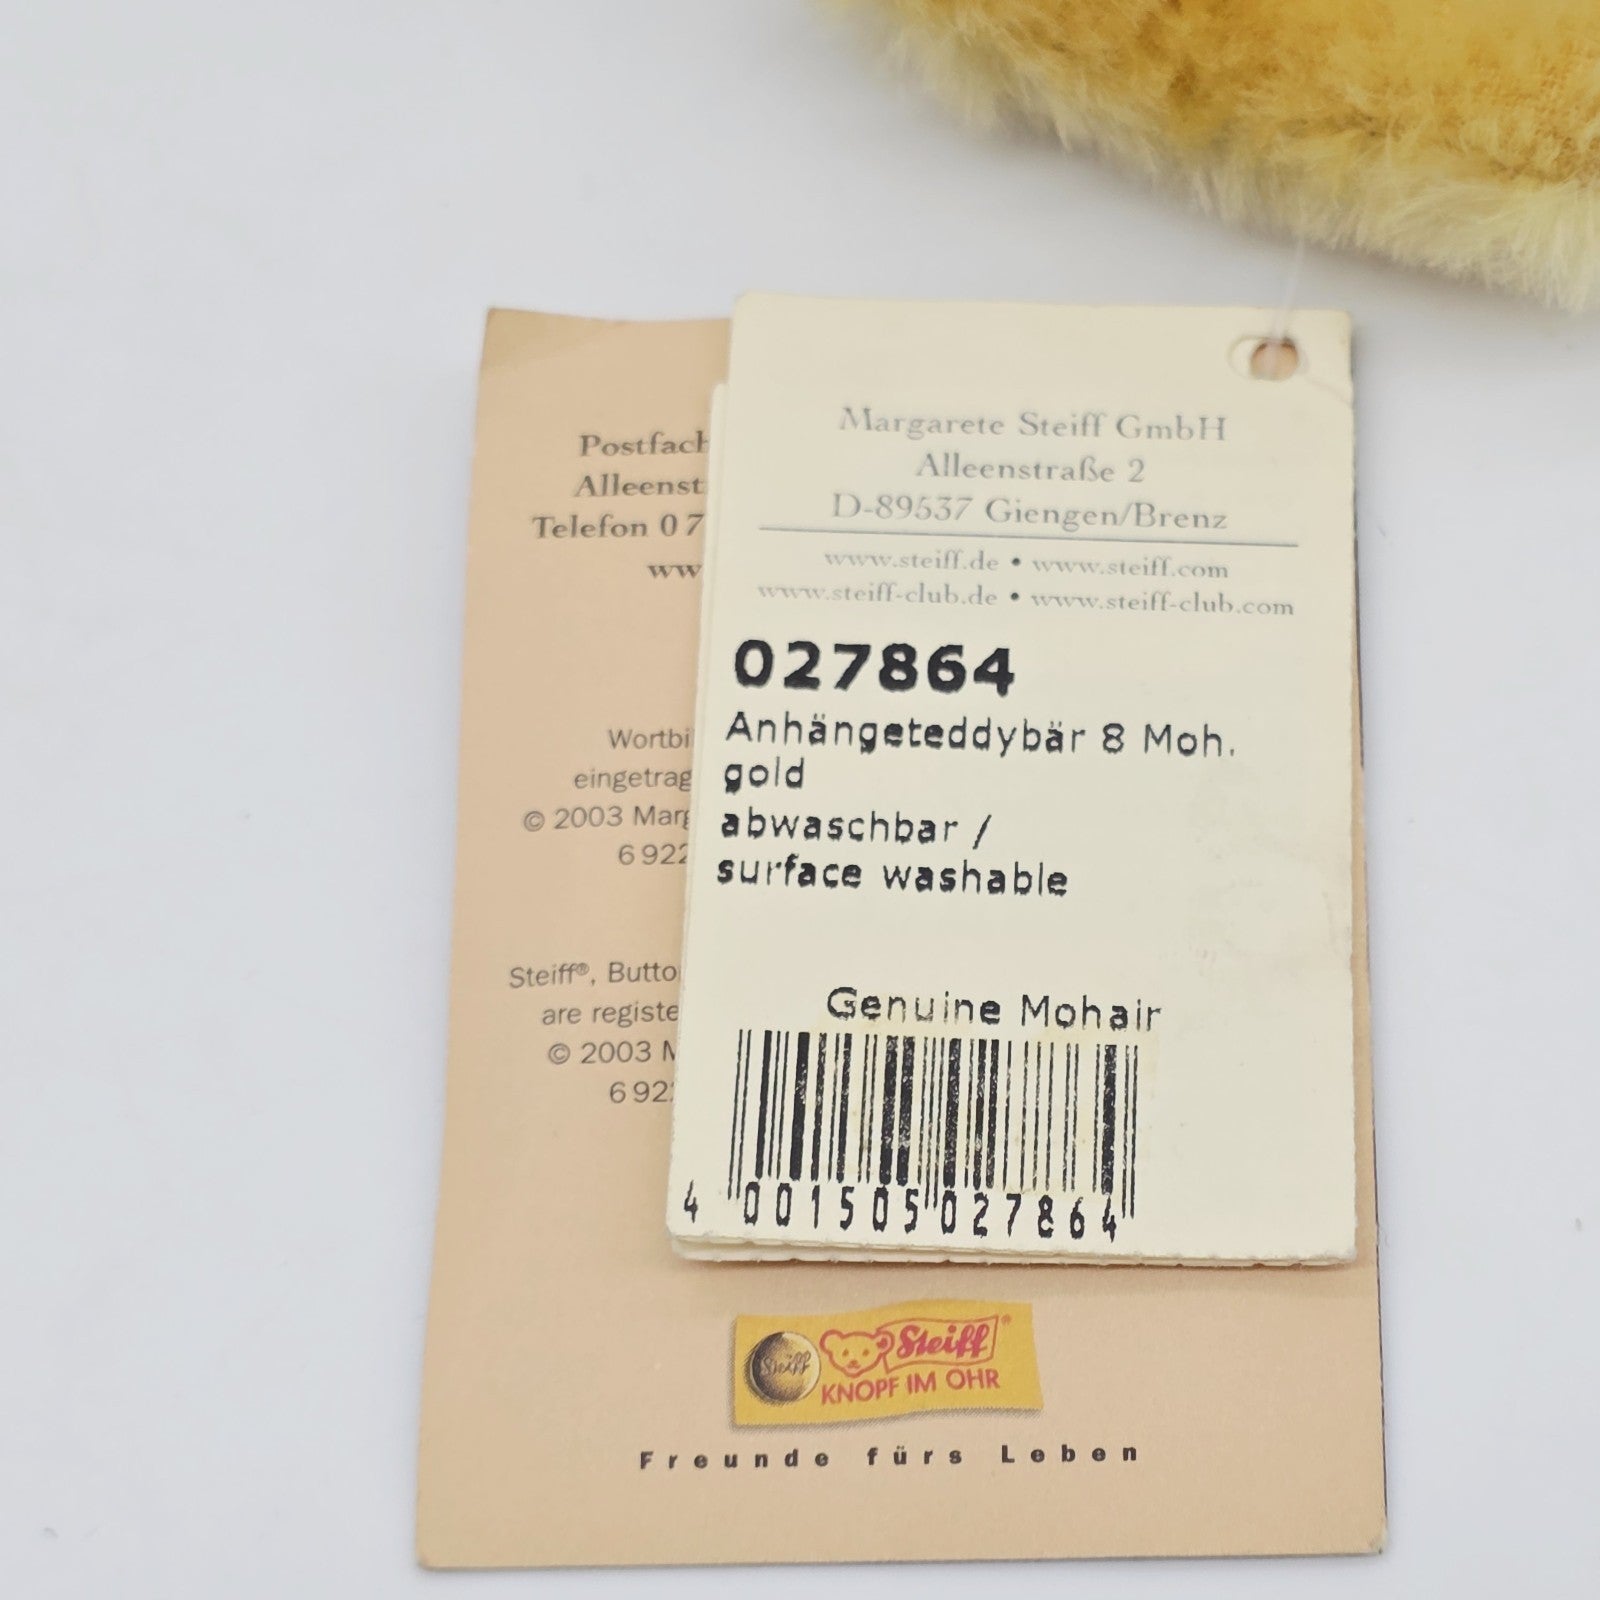 Margarete Steiff GmbH
Alleenstraße 2
D-89537 Giengen/Brenz
www.steiff.de • www.steiff.com
www.steiff-club.de • www.steiff-club.com
027864
Anhängeteddybär 8 Moh.
gold
abwaschbar /
surface washable
Genuine Mohair
4 001505 027864
Postfach
Alleenst
Telefon 0 7
ww
Wortbi
eingetrag
© 2003 Marg
6 922
Steiff®, Butto
are registe
© 2003 M
6 922
Steiff
Steiff®
KNOPF IM OHR
Freunde fürs Leben